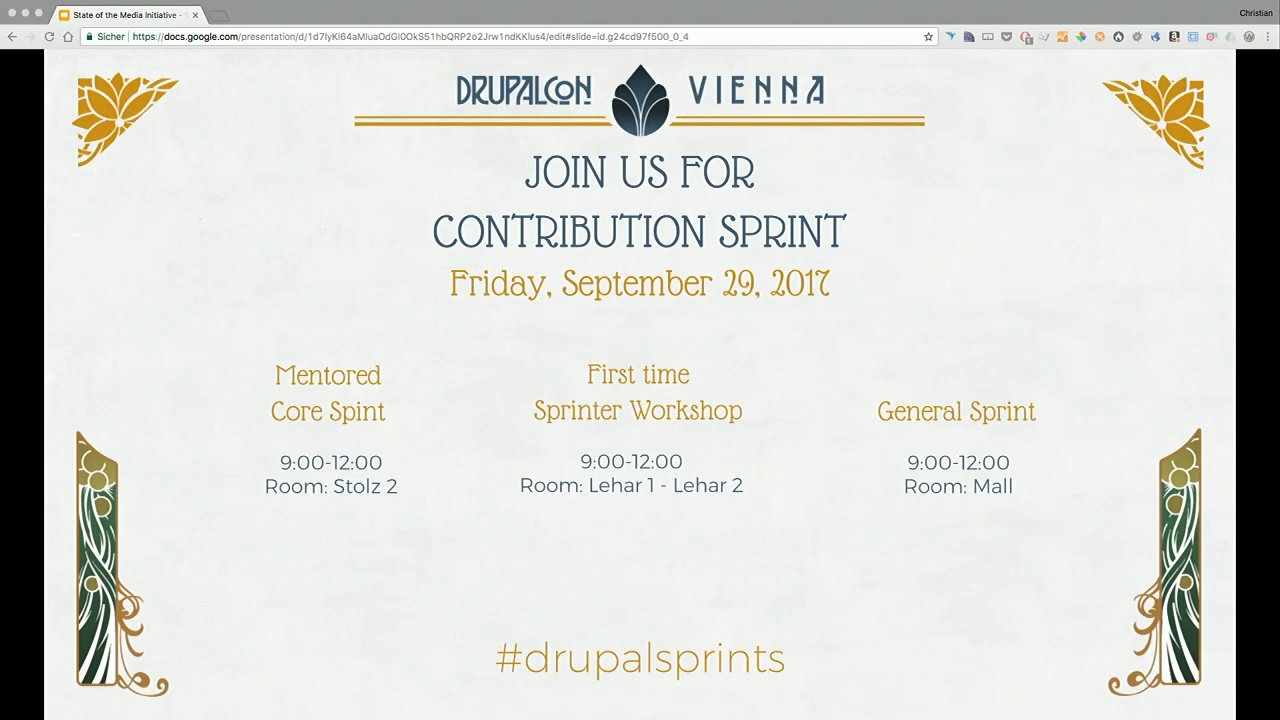 State of the Media Initiative -
Christian
Sicher | https://docs.google.com/presentation/d/1d7IyKl64aMluaOdGl0OkS51hbQRP2o2Jrw1ndKKlus4/edit#slide=id.g24cd97f500_0_4
DRUPALCON VIENNA
JOIN US FOR
CONTRIBUTION SPRINT
Friday, September 29, 2017
Mentored
Core Spint
9:00-12:00
Room: Stolz 2
First time
Sprinter Workshop
9:00-12:00
Room: Lehar 1 - Lehar 2
General Sprint
9:00-12:00
Room: Mall
#drupalsprints